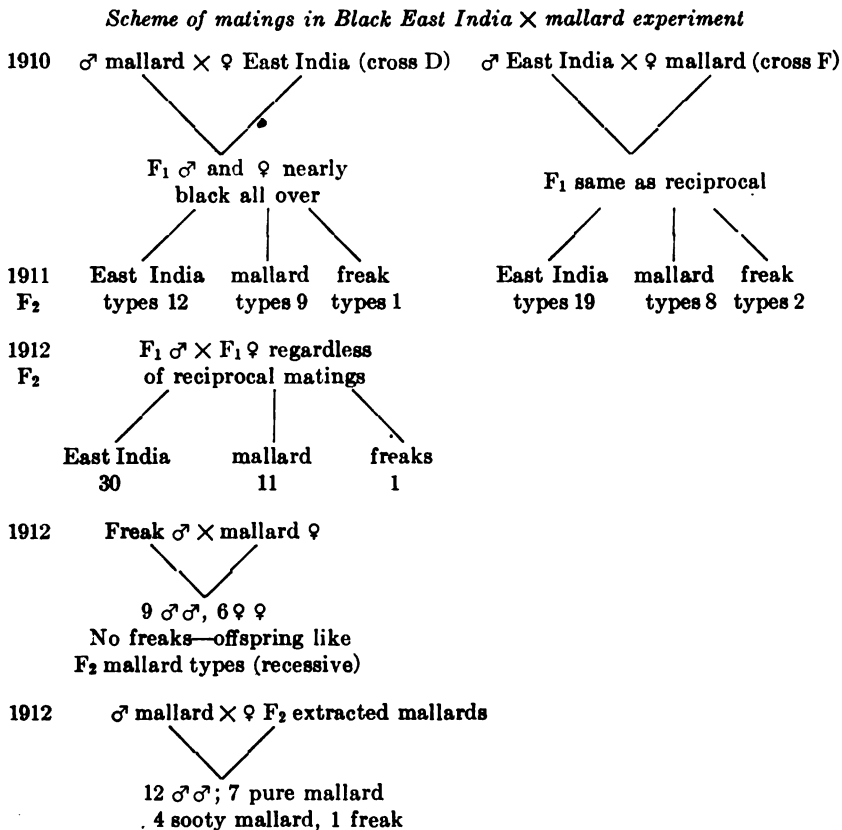 Scheme of matings in Black East India × mallard experiment
1910 ♂ mallard × ♀ East India (cross D) ♂ East India × ♀ mallard (cross F)
F₁ ♂ and ♀ nearly
black all over
F₁ same as reciprocal
1911 East India mallard freak East India mallard freak
F₂ types 12 types 9 types 1 types 19 types 8 types 2
1912 F₁ ♂ × F₁ ♀ regardless
F₂ of reciprocal matings
East India mallard freaks
30 11 1
1912 Freak ♂ × mallard ♀
9 ♂♂, 6 ♀ ♀
No freaks—offspring like
F₂ mallard types (recessive)
1912 ♂ mallard × ♀ F₂ extracted mallards
12 ♂♂; 7 pure mallard
4 sooty mallard, 1 freak